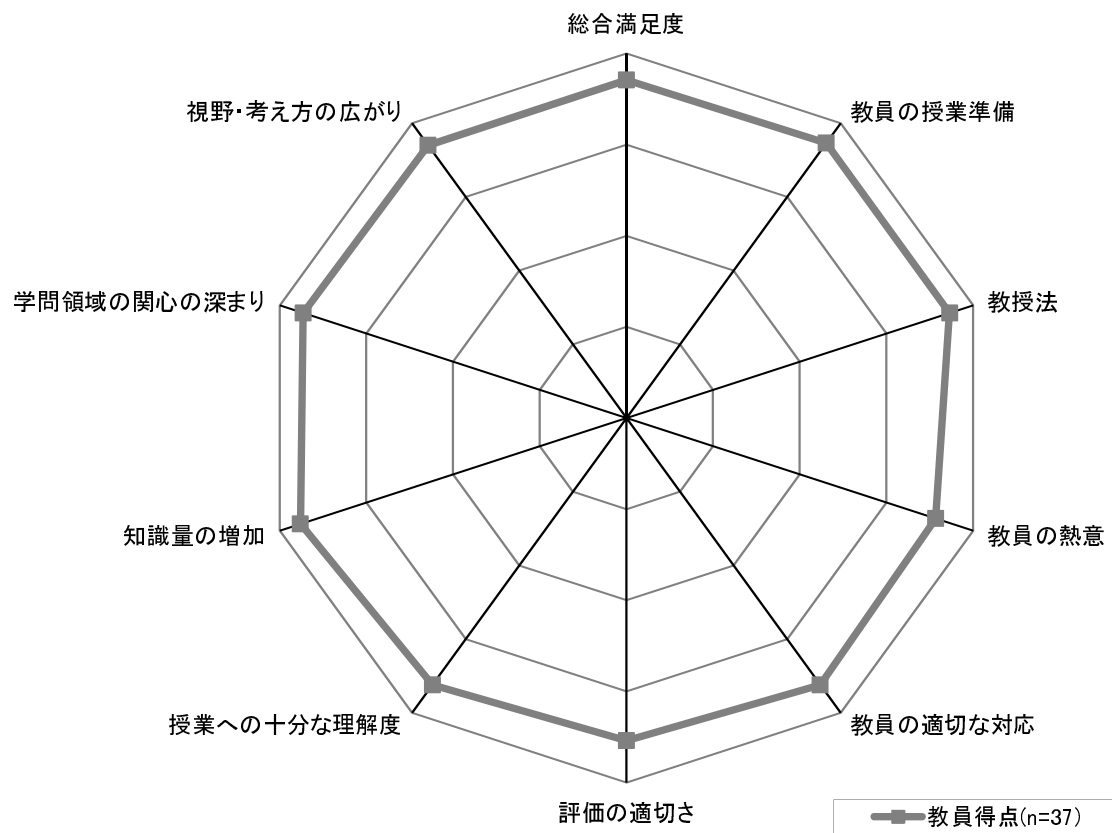 総合満足度
視野・考え方の広がり
教員の授業準備
学問領域の関心の深まり
教授法
知識量の増加
教員の熱意
授業への十分な理解度
教員の適切な対応
評価の適切さ
教員得点(n=37)